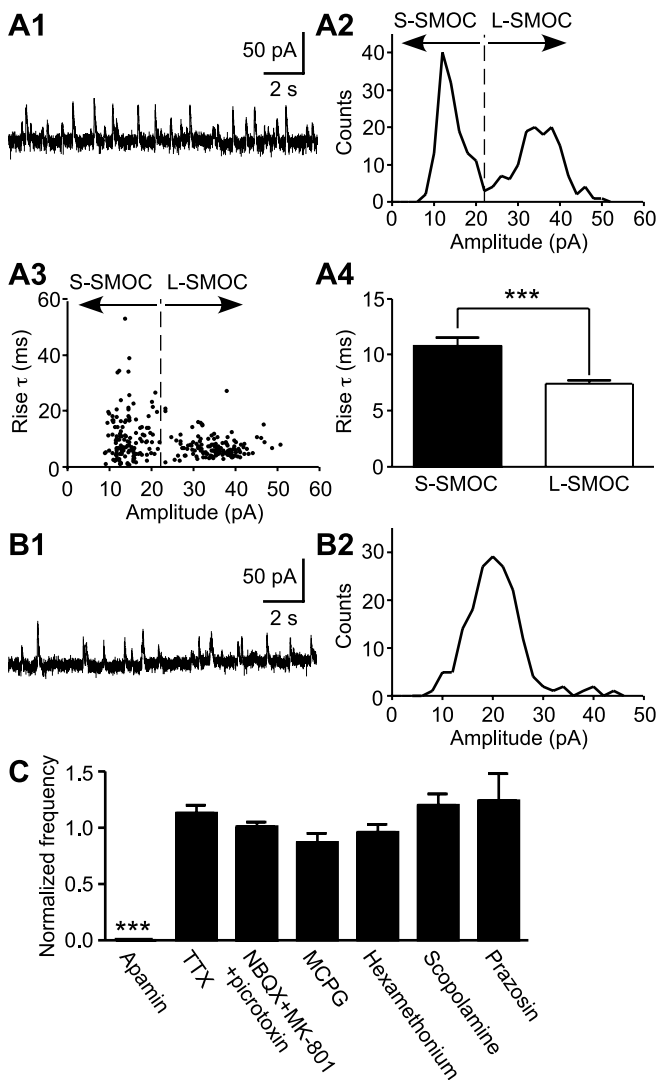 A1
50 pA
2 s
A2
S-SMOC
L-SMOC
40
30
20
10
0
Counts
0 10 20 30 40 50 60
Amplitude (pA)
A3
S-SMOC
L-SMOC
60
40
20
0
Rise τ (ms)
0 10 20 30 40 50 60
Amplitude (pA)
A4
***
15
10
5
0
Rise τ (ms)
S-SMOC
L-SMOC
B1
50 pA
2 s
B2
30
20
10
0
Counts
0 10 20 30 40 50
Amplitude (pA)
C
1.5
1.0
0.5
0.0
Normalized frequency
***
Apamin
TTX
NBQX+MK-801
+picrotoxin
MCPG
Hexamethonium
Scopolamine
Prazosin